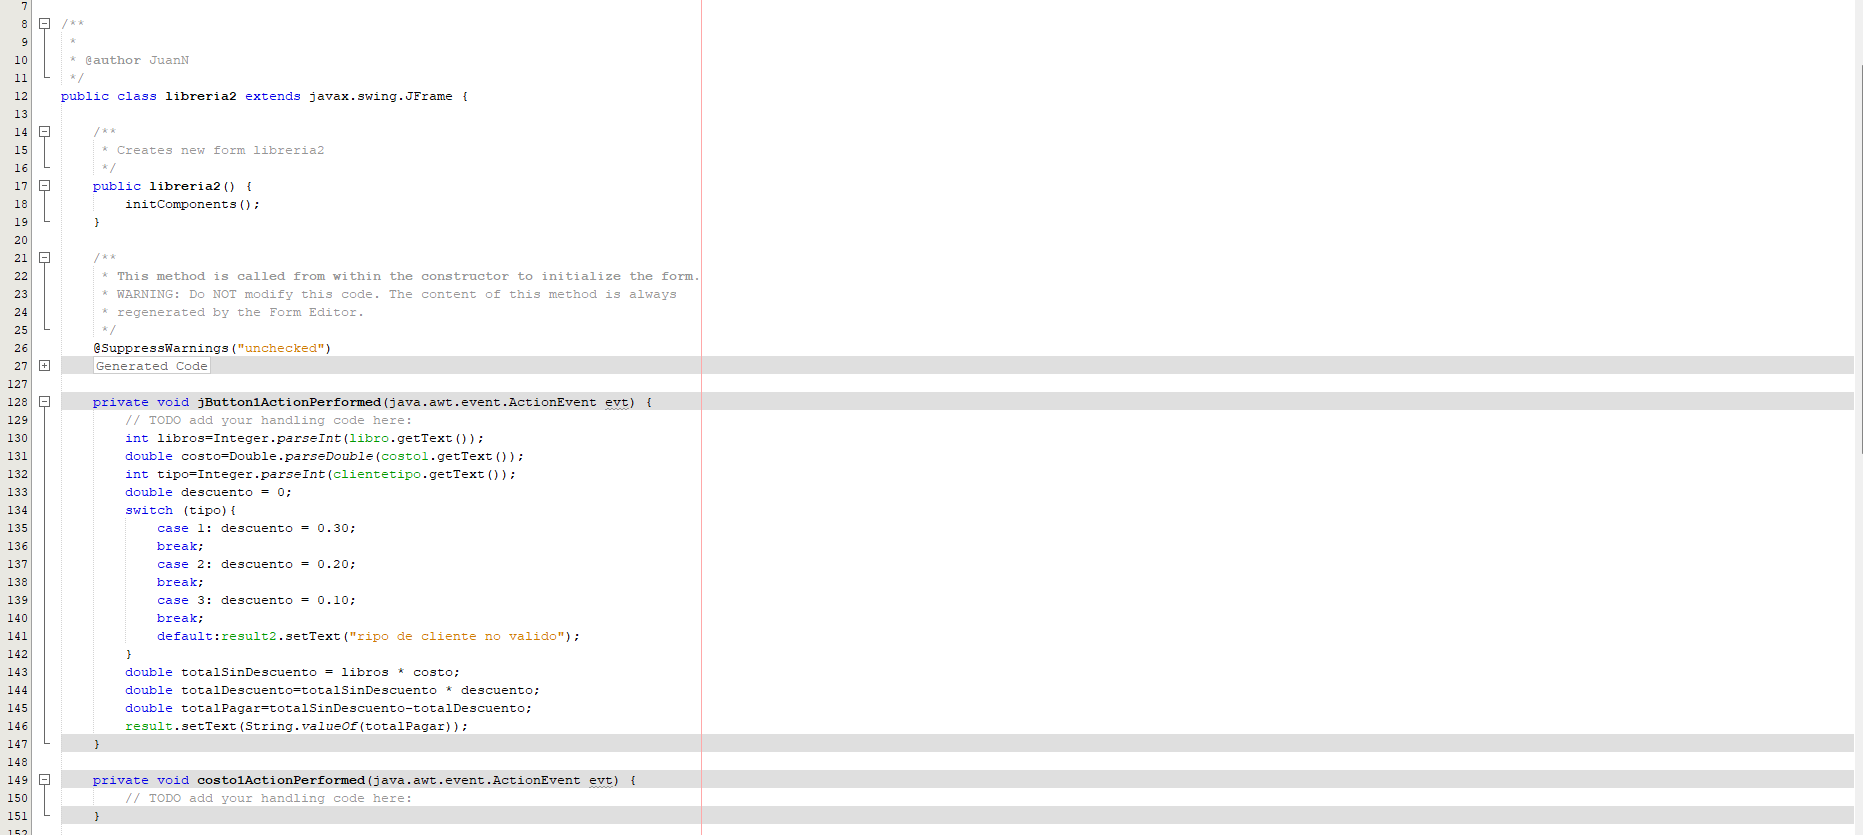 7
8 /**
9 *
10 * @author JuanN
11 */
12 public class libreria2 extends javax.swing.JFrame {
13
14 /**
15 * Creates new form libreria2
16 */
17 public libreria2() {
18 initComponents();
19 }
20
21 /**
22 * This method is called from within the constructor to initialize the form.
23 * WARNING: Do NOT modify this code. The content of this method is always
24 * regenerated by the Form Editor.
25 */
26 @SuppressWarnings("unchecked")
27 Generated Code
127
128 private void jButton1ActionPerformed(java.awt.event.ActionEvent evt) {
129 // TODO add your handling code here:
130 int libros=Integer.parseInt(libro.getText());
131 double costo=Double.parseDouble(costo1.getText());
132 int tipo=Integer.parseInt(clientetipo.getText());
133 double descuento = 0;
134 switch (tipo){
135 case 1: descuento = 0.30;
136 break;
137 case 2: descuento = 0.20;
138 break;
139 case 3: descuento = 0.10;
140 break;
141 default:result2.setText("ripo de cliente no valido");
142 }
143 double totalSinDescuento = libros * costo;
144 double totalDescuento=totalSinDescuento * descuento;
145 double totalPagar=totalSinDescuento-totalDescuento;
146 result.setText(String.valueOf(totalPagar));
147 }
148
149 private void costo1ActionPerformed(java.awt.event.ActionEvent evt) {
150 // TODO add your handling code here:
151 }
152